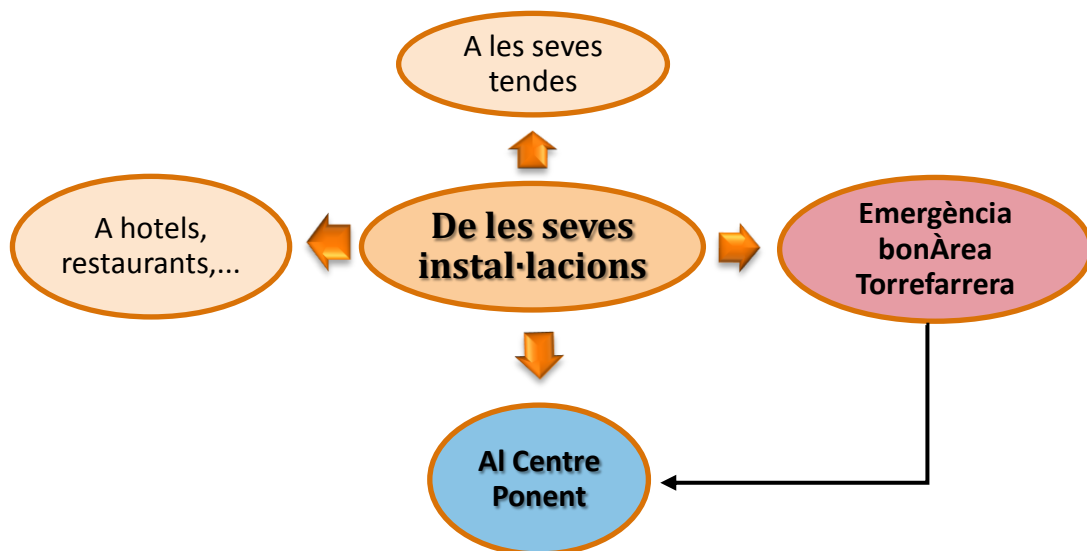 A les seves
tendes
A hotels,
restaurants,...
De les seves
instal·lacions
Emergència
bonÀrea
Torrefarrera
Al Centre
Ponent